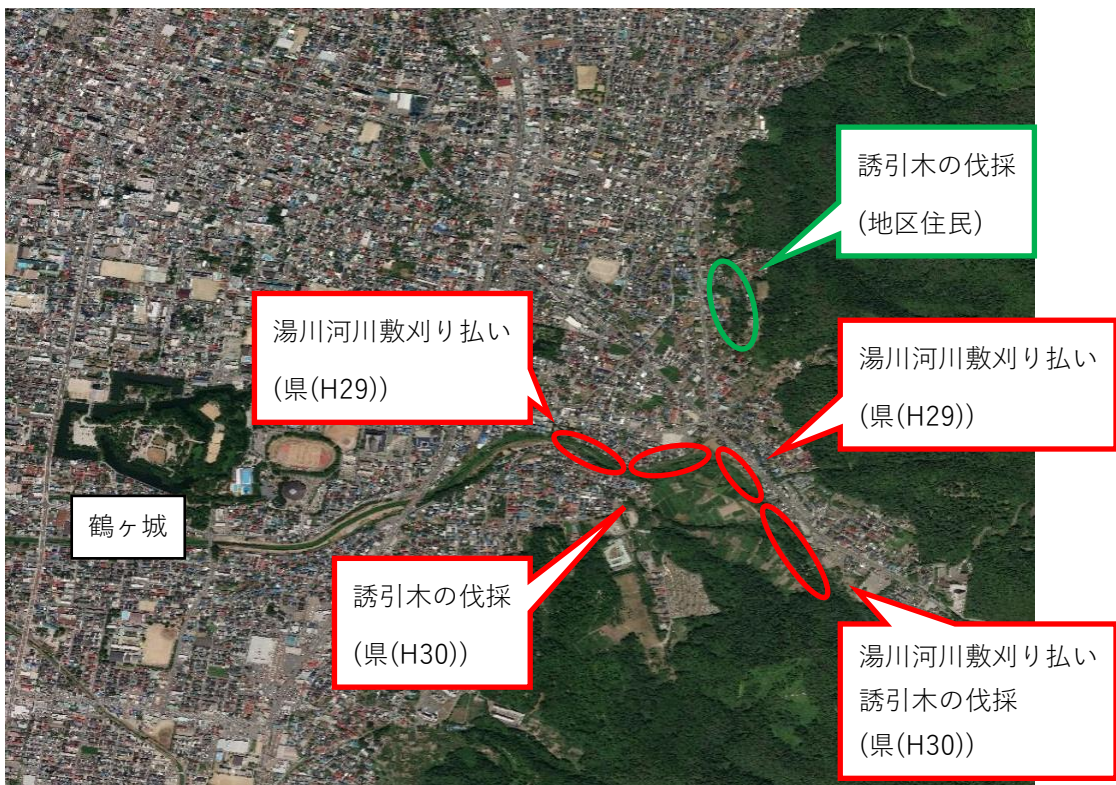 誘引木の伐採
(地区住民)
湯川河川敷刈り払い
(県(H29))
湯川河川敷刈り払い
(県(H29))
鶴ヶ城
誘引木の伐採
(県(H30))
湯川河川敷刈り払い
誘引木の伐採
(県(H30))